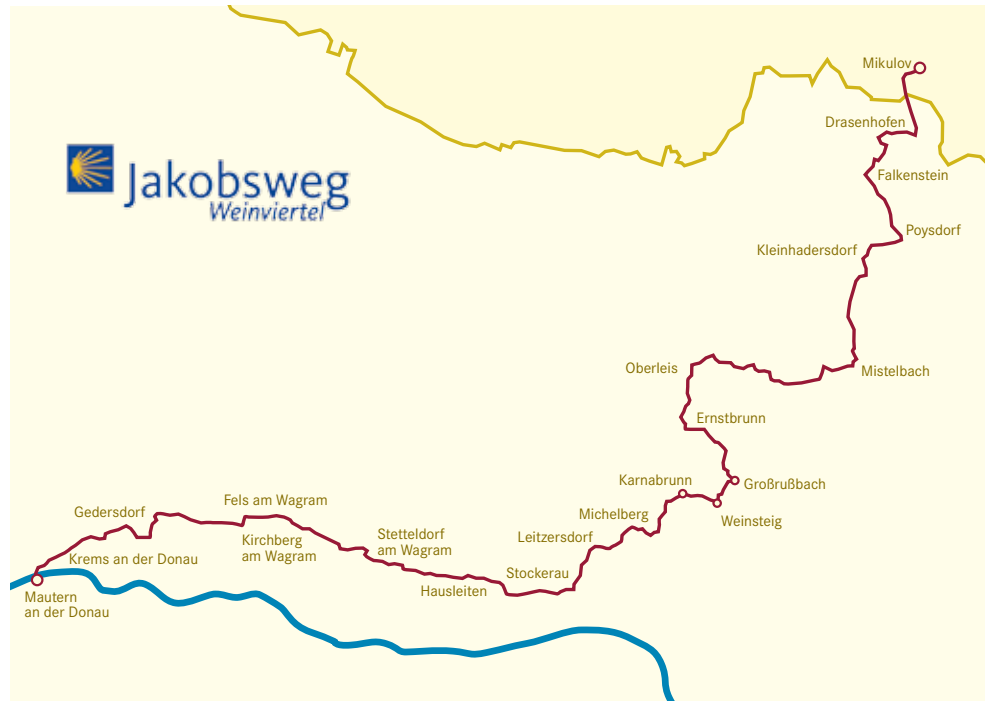 Mikulov
Drasenhofen
Jakobsweg
Weinviertel
Falkenstein
Poysdorf
Kleinhadersdorf
Oberleis
Mistelbach
Ernstbrunn
Karnabrunn
Großrußbach
Weinsteig
Michelberg
Leitzersdorf
Fels am Wagram
Gedersdorf
Kirchberg
am Wagram
Stetteldorf
am Wagram
Krems an der Donau
Stockerau
Hausleiten
Mautern
an der Donau